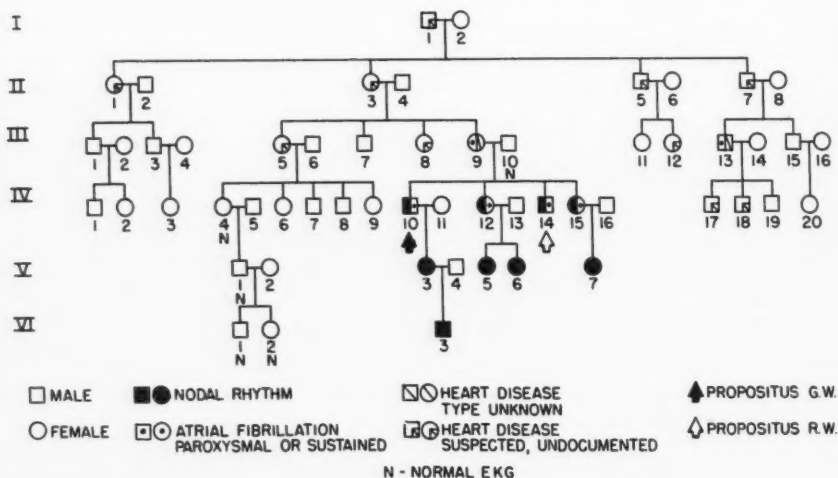 I
1 2
II
1 2 3 4 5 6 7 8
III
1 2 3 4 5 6 7 8 9 10 11 12 13 14 15 16
N
IV
1 2 3 4 5 6 7 8 9 10 11 12 13 14 15 16 17 18 19 20
N
V
1 2 3 4 5 6 7
N
VI
1 2 3
N N
MALE NODAL RHYTHM HEART DISEASE TYPE UNKNOWN PROPOSITUS G.W.
FEMALE ATRIAL FIBRILLATION PAROXYSMAL OR SUSTAINED HEART DISEASE SUSPECTED, UNDOCUMENTED PROPOSITUS R.W.
N - NORMAL EKG